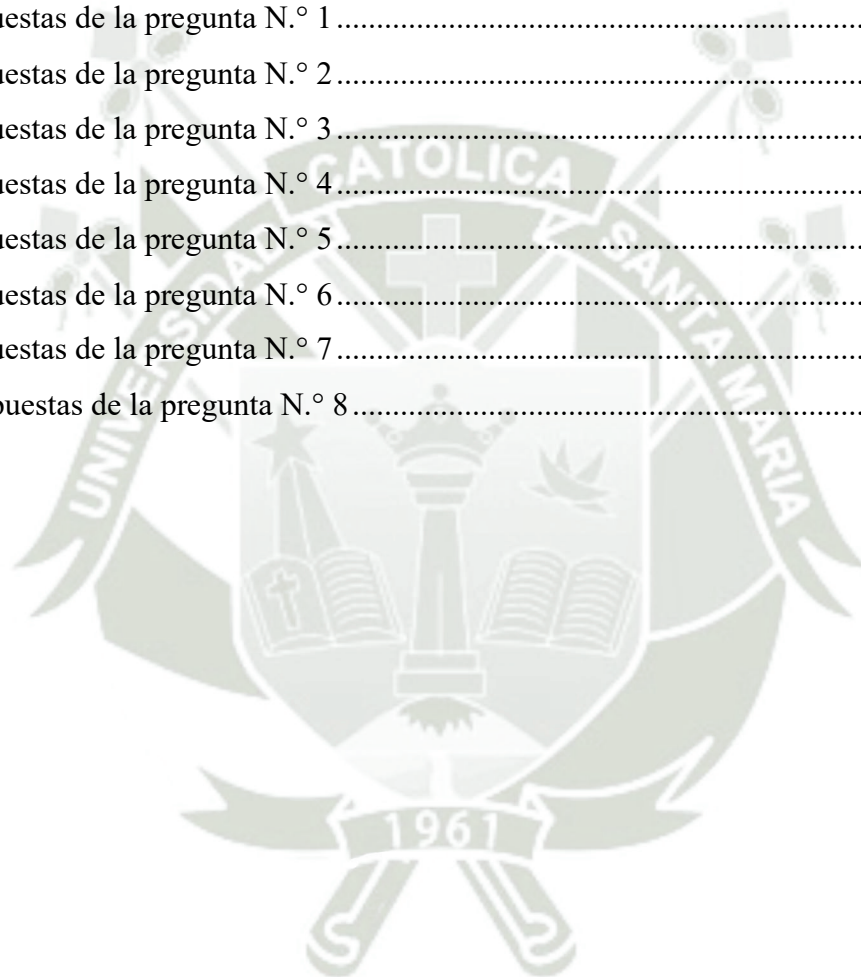 uestas de la pregunta N.° 1...........................................................................
uestas de la pregunta N.° 2...........................................................................
uestas de la pregunta N.° 3...........................................................................
uestas de la pregunta N.° 4...........................................................................
uestas de la pregunta N.° 5...........................................................................
uestas de la pregunta N.° 6...........................................................................
uestas de la pregunta N.° 7...........................................................................
puestas de la pregunta N.° 8.........................................................................
UNIVERSIDAD CATOLICA SANTA MARIA
1961